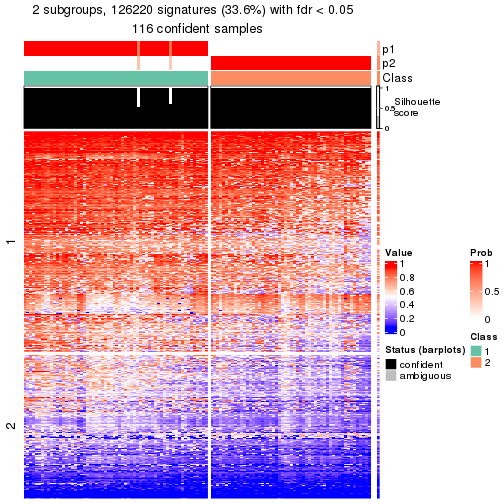 2 subgroups, 126220 signatures (33.6%) with fdr < 0.05
116 confident samples
p1
p2
Class
1
0.5
0
Silhouette
score
1
2
Value
1
0.8
0.6
0.4
0.2
0
Prob
1
0.5
0
Status (barplots)
confident
ambiguous
Class
1
2